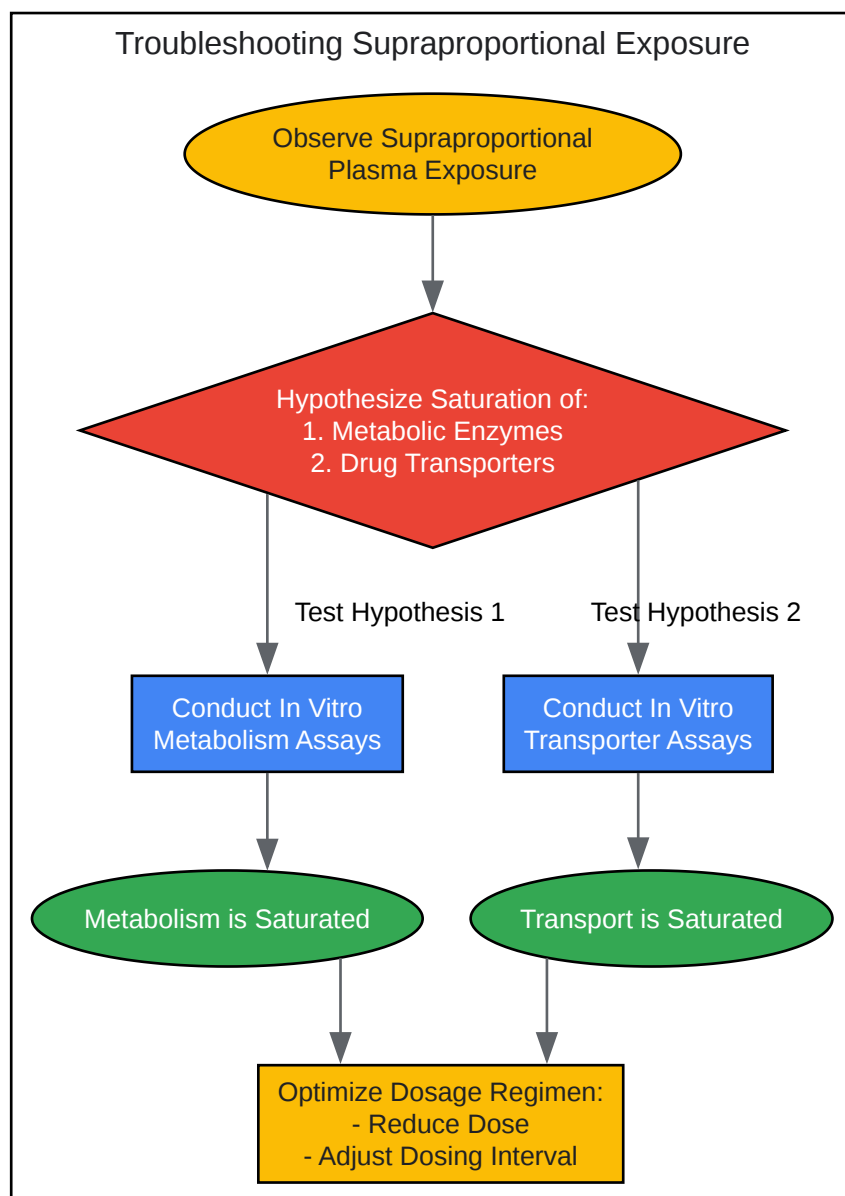 Troubleshooting Supraproportional Exposure
Observe Supraproportional
Plasma Exposure
Hypothesize Saturation of:
1. Metabolic Enzymes
2. Drug Transporters
Test Hypothesis 1
Test Hypothesis 2
Conduct In Vitro
Metabolism Assays
Conduct In Vitro
Transporter Assays
Metabolism is Saturated
Transport is Saturated
Optimize Dosage Regimen:
- Reduce Dose
- Adjust Dosing Interval